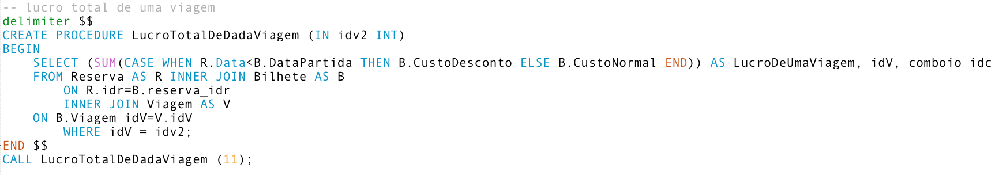 -- lucro total de uma viagem
delimiter $$
CREATE PROCEDURE LucroTotalDeDadaViagem (IN idv2 INT)
BEGIN
    SELECT (SUM(CASE WHEN R.Data<B.DataPartida THEN B.CustoDesconto ELSE B.CustoNormal END)) AS LucroDeUmaViagem, idV, comboio_idc
    FROM Reserva AS R INNER JOIN Bilhete AS B
        ON R.idr=B.reserva_idr
        INNER JOIN Viagem AS V
    ON B.Viagem_idV=V.idV
        WHERE idV = idv2;
END $$
CALL LucroTotalDeDadaViagem (11);